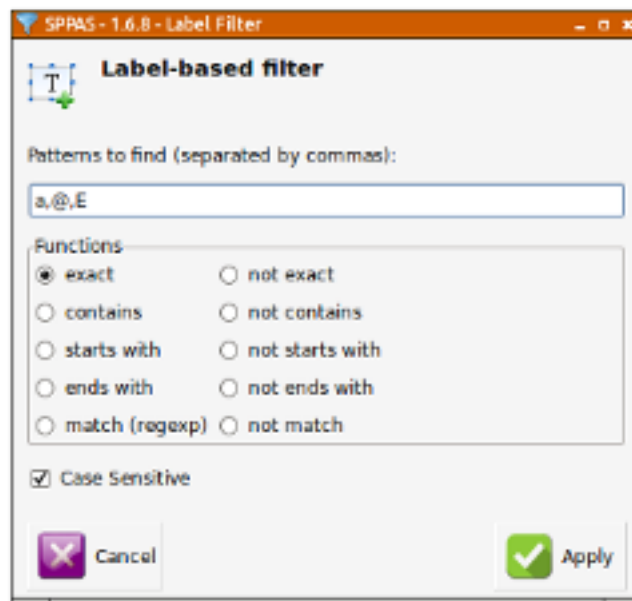 SPPAS - 1.6.8 - Label Filter
T
Label-based filter
Patterns to find (separated by commas):
a,@,E
Functions
exact not exact
contains not contains
starts with not starts with
ends with not ends with
match (regexp) not match
Case Sensitive
Cancel Apply